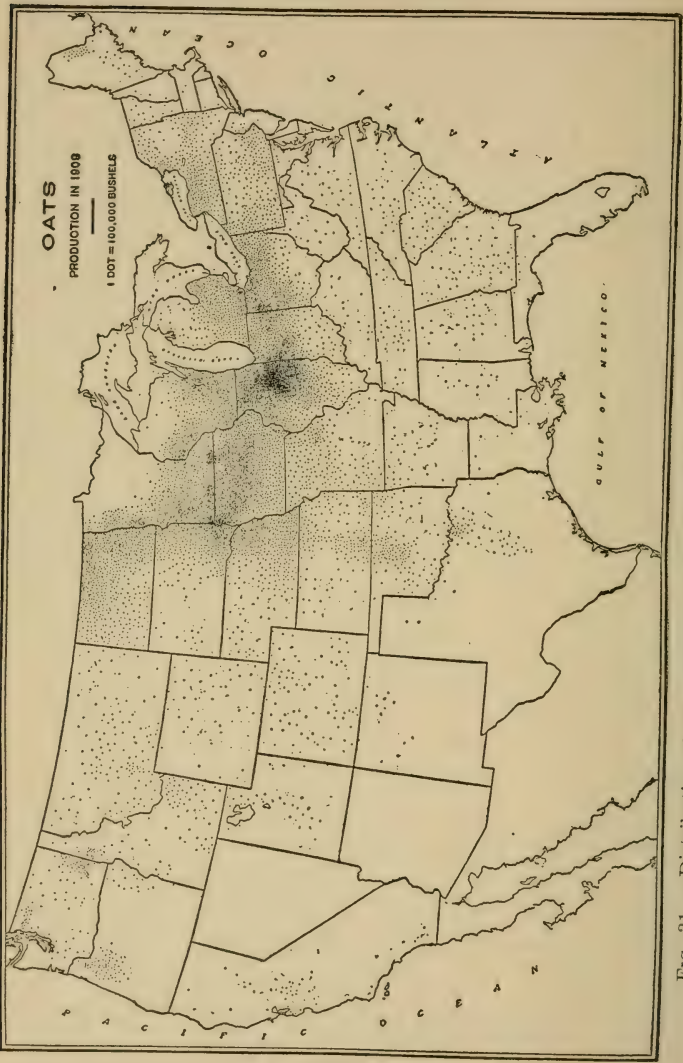 OATS
PRODUCTION IN 1909
1 DOT = 100,000 BUSHELS
ATLANTIC OCEAN
GULF OF MEXICO
PACIFIC OCEAN